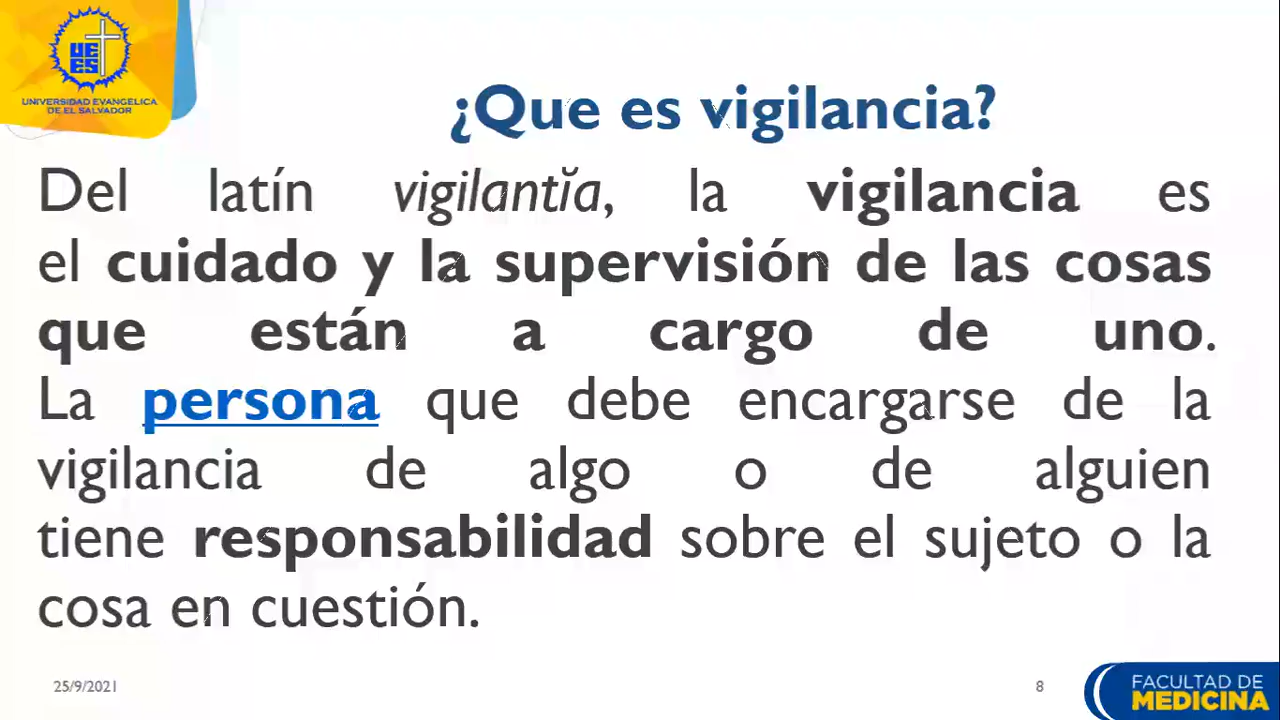 UE
ES
UNIVERSIDAD EVANGÉLICA
DE EL SALVADOR
¿Que es vigilancia?
Del latín vigilantĭa, la vigilancia es
el cuidado y la supervisión de las cosas
que están a cargo de uno.
La persona que debe encargarse de la
vigilancia de algo o de alguien
tiene responsabilidad sobre el sujeto o la
cosa en cuestión.
25/9/2021
8
FACULTAD DE
MEDICINA